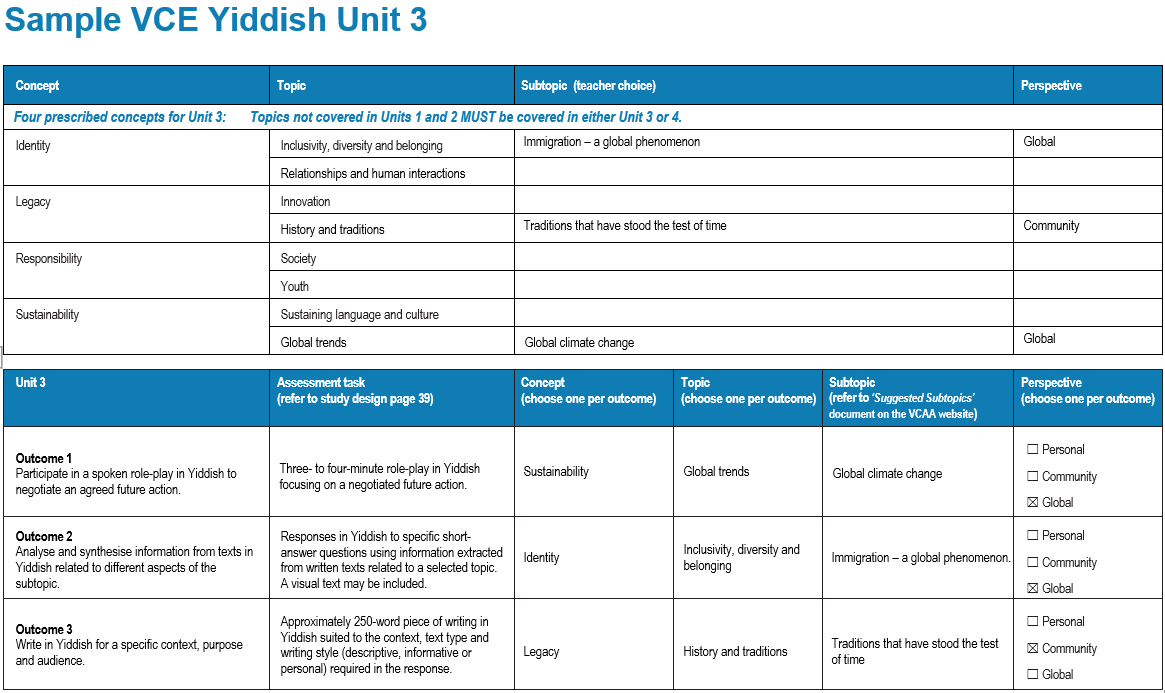 Sample VCE Yiddish Unit 3
Concept Topic Subtopic (teacher choice) Perspective
Four prescribed concepts for Unit 3: Topics not covered in Units 1 and 2 MUST be covered in either Unit 3 or 4.
Identity Inclusivity, diversity and belonging Immigration – a global phenomenon Global
Relationships and human interactions
Legacy Innovation
History and traditions Traditions that have stood the test of time Community
Responsibility Society
Youth
Sustainability Sustaining language and culture
Global trends Global climate change Global
Unit 3
Assessment task
(refer to study design page 39)
Concept
(choose one per outcome)
Topic
(choose one per outcome)
Subtopic
(refer to ‘Suggested Subtopics’
document on the VCAA website)
Perspective
(choose one per outcome)
Outcome 1
Participate in a spoken role-play in Yiddish to
negotiate an agreed future action.
Three- to four-minute role-play in Yiddish
focusing on a negotiated future action.
Sustainability
Global trends
Global climate change
☐ Personal
☐ Community
☒ Global
Outcome 2
Analyse and synthesise information from texts in
Yiddish related to different aspects of the
subtopic.
Responses in Yiddish to specific short-
answer questions using information extracted
from written texts related to a selected topic.
A visual text may be included.
Identity
Inclusivity, diversity and
belonging
Immigration – a global phenomenon.
☐ Personal
☐ Community
☒ Global
Outcome 3
Write in Yiddish for a specific context, purpose
and audience.
Approximately 250-word piece of writing in
Yiddish suited to the context, text type and
writing style (descriptive, informative or
personal) required in the response.
Legacy
History and traditions
Traditions that have stood the test
of time
☐ Personal
☒ Community
☐ Global